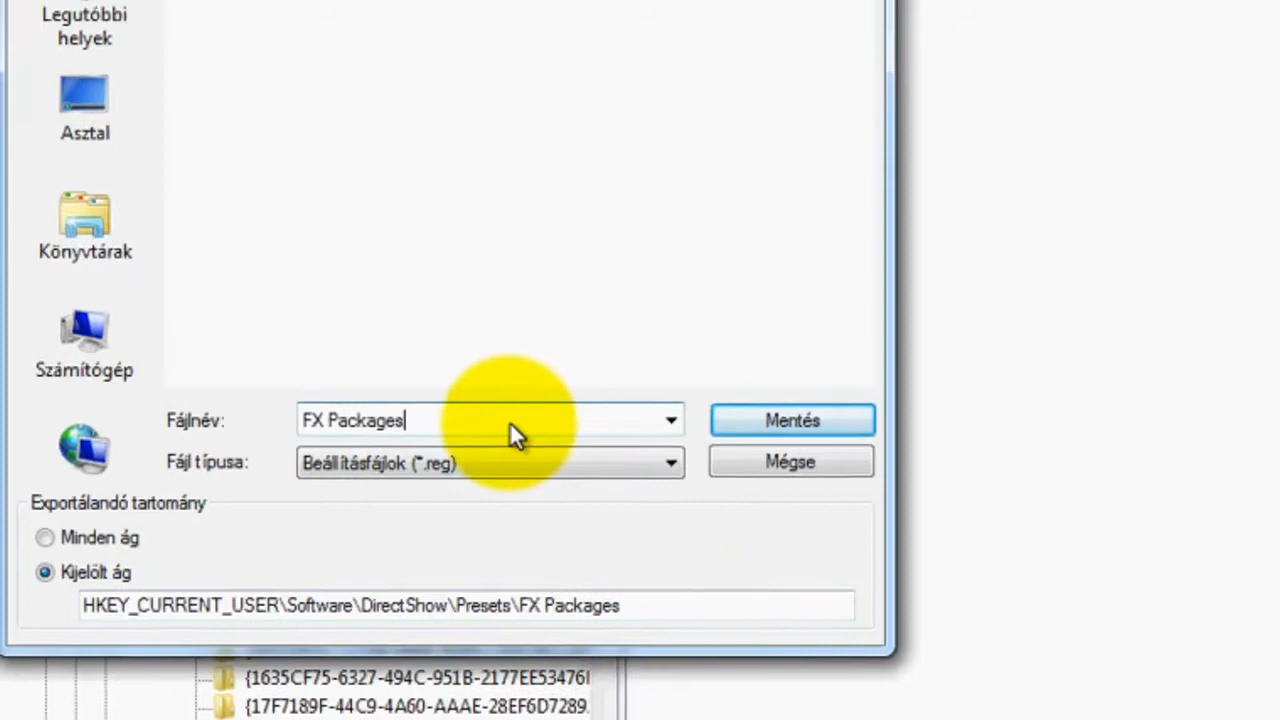 Legutóbbi
helyek
Asztal
Könyvtárak
Számítógép
Fájlnév:
FX Packages
Mentés
Fájl típusa:
Beállításfájlok (*.reg)
Mégse
Exportálandó tartomány
Minden ág
Kijelölt ág
HKEY_CURRENT_USER\Software\DirectShow\Presets\FX Packages
{1635CF75-6327-494C-951B-2177EE53476
{17F7189F-44C9-4A60-AAAE-28EF6D7289